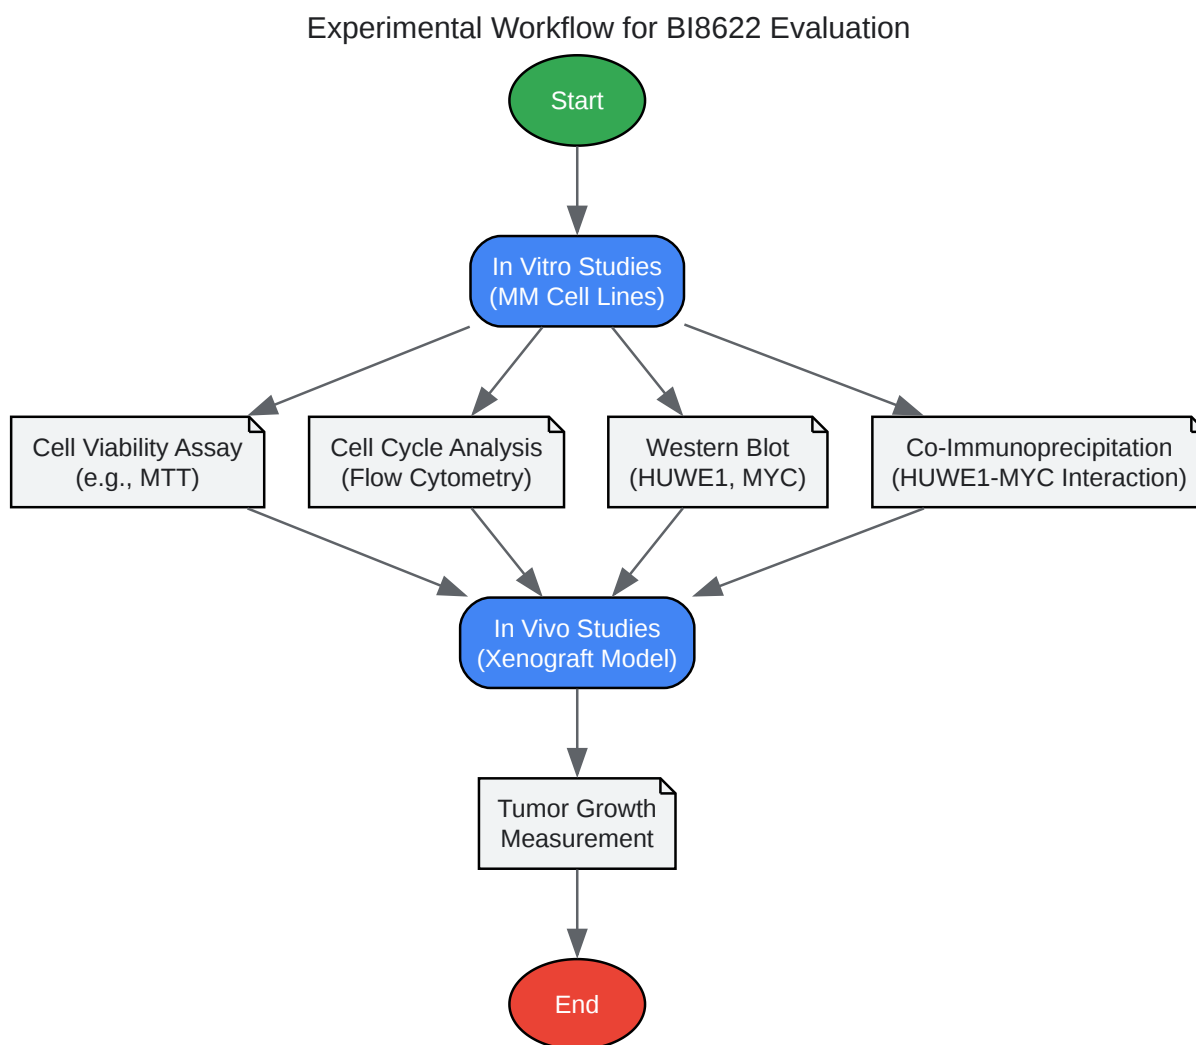 Experimental Workflow for BI8622 Evaluation
Start
In Vitro Studies
(MM Cell Lines)
Cell Viability Assay
(e.g., MTT)
Cell Cycle Analysis
(Flow Cytometry)
Western Blot
(HUWE1, MYC)
Co-Immunoprecipitation
(HUWE1-MYC Interaction)
In Vivo Studies
(Xenograft Model)
Tumor Growth
Measurement
End